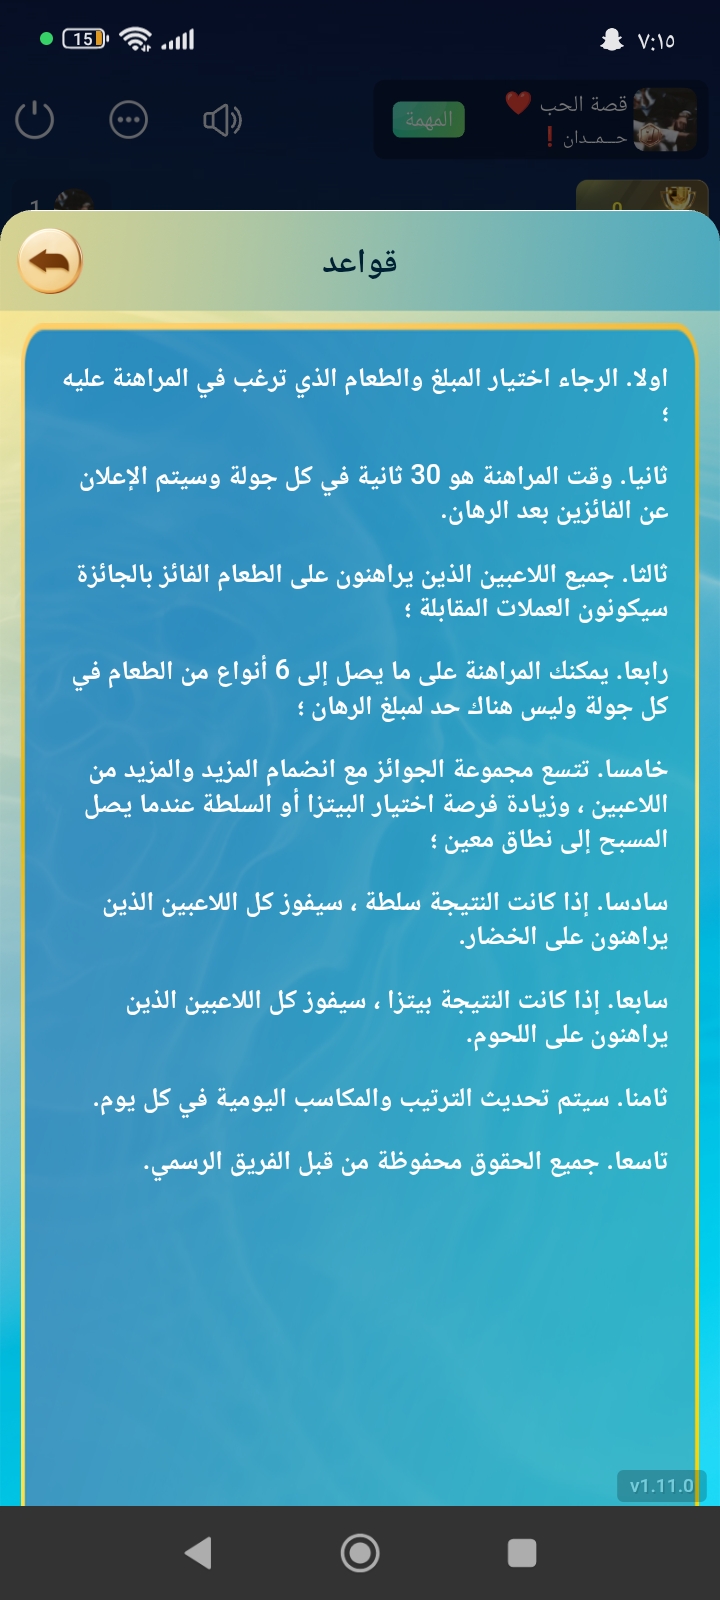 15
٧:١٥
قصة الحب ❤️
حـــمــدان ❗
المهمة
1
0
قواعد
اولا. الرجاء اختيار المبلغ والطعام الذي ترغب في المراهنة عليه
؛
ثانيا. وقت المراهنة هو 30 ثانية في كل جولة وسيتم الإعلان
عن الفائزين بعد الرهان.
ثالثا. جميع اللاعبين الذين يراهنون على الطعام الفائز بالجائزة
سيكونون العملات المقابلة ؛
رابعا. يمكنك المراهنة على ما يصل إلى 6 أنواع من الطعام في
كل جولة وليس هناك حد لمبلغ الرهان ؛
خامسا. تتسع مجموعة الجوائز مع انضمام المزيد والمزيد من
اللاعبين ، وزيادة فرصة اختيار البيتزا أو السلطة عندما يصل
المسبح إلى نطاق معين ؛
سادسا. إذا كانت النتيجة سلطة ، سيفوز كل اللاعبين الذين
يراهنون على الخضار.
سابعا. إذا كانت النتيجة بيتزا ، سيفوز كل اللاعبين الذين
يراهنون على اللحوم.
ثامنا. سيتم تحديث الترتيب والمكاسب اليومية في كل يوم.
تاسعا. جميع الحقوق محفوظة من قبل الفريق الرسمي.
v1.11.0